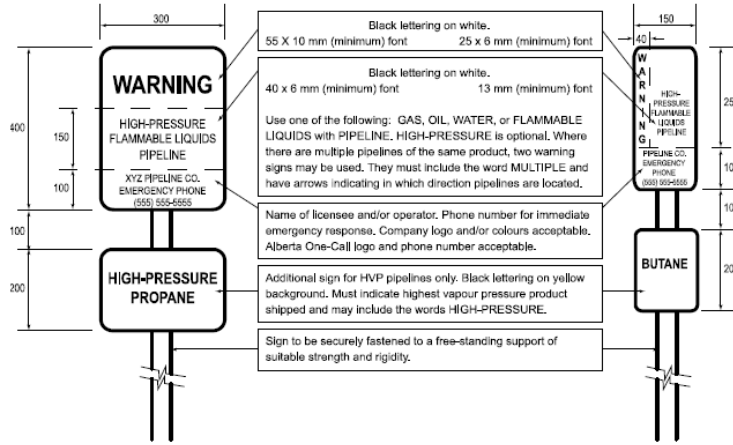 300
150
40
400
150
100
100
200
WARNING
HIGH-PRESSURE
FLAMMABLE LIQUIDS
PIPELINE
XYZ PIPELINE CO.
EMERGENCY PHONE
(555) 555-5555
HIGH-PRESSURE
PROPANE
Black lettering on white.
55 X 10 mm (minimum) font 25 x 6 mm (minimum) font
Black lettering on white.
40 x 6 mm (minimum) font 13 mm (minimum) font
Use one of the following: GAS, OIL, WATER, or FLAMMABLE
LIQUIDS with PIPELINE. HIGH-PRESSURE is optional. Where
there are multiple pipelines of the same product, two warning
signs may be used. They must include the word MULTIPLE and
have arrows indicating in which direction pipelines are located.
Name of licensee and/or operator. Phone number for immediate
emergency response. Company logo and/or colours acceptable.
Alberta One-Call logo and phone number acceptable.
Additional sign for HVP pipelines only. Black lettering on yellow
background. Must indicate highest vapour pressure product
shipped and may include the words HIGH-PRESSURE.
Sign to be securely fastened to a free-standing support of
suitable strength and rigidity.
WARNING
HIGH-
PRESSURE
FLAMMABLE
LIQUIDS
PIPELINE
PIPELINE CO.
EMERGENCY
PHONE
(555) 555-5555
BUTANE